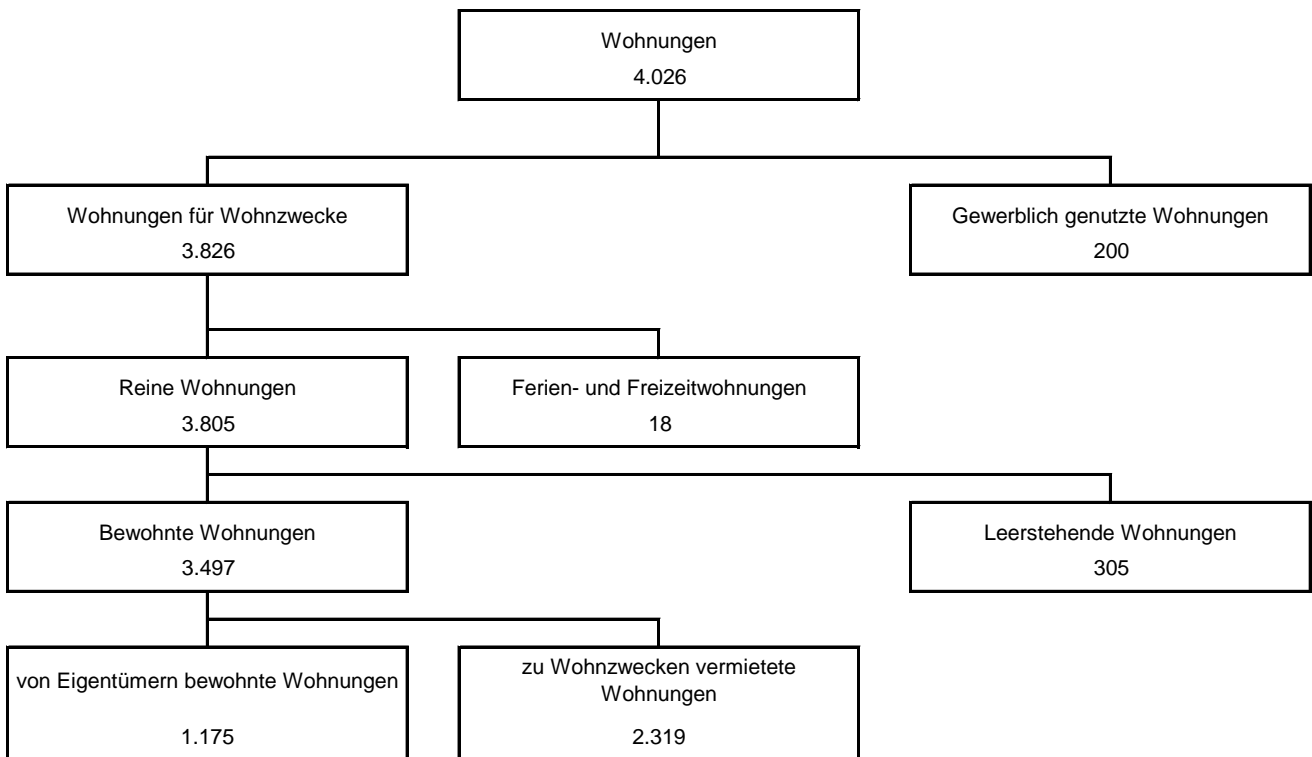 Wohnungen
4.026
Wohnungen für Wohnzwecke
3.826
Gewerblich genutzte Wohnungen
200
Reine Wohnungen
3.805
Ferien- und Freizeitwohnungen
18
Bewohnte Wohnungen
3.497
Leerstehende Wohnungen
305
von Eigentümern bewohnte Wohnungen
1.175
zu Wohnzwecken vermietete
Wohnungen
2.319